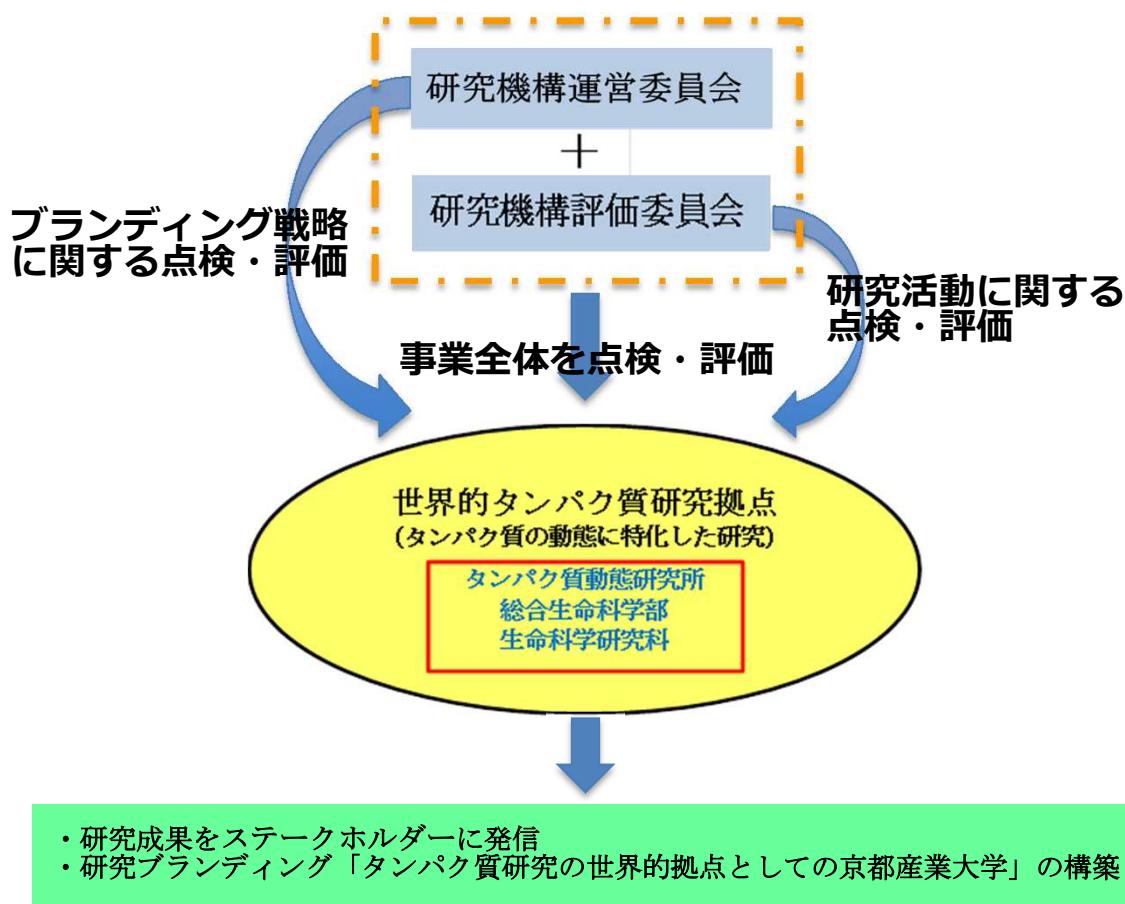 研究機構運営委員会
＋
研究機構評価委員会
ブランディング戦略
に関する点検・評価
研究活動に関する
点検・評価
事業全体を点検・評価
世界的タンパク質研究拠点
(タンパク質の動態に特化した研究)
タンパク質動態研究所
総合生命科学部
生命科学研究科
・研究成果をステークホルダーに発信
・研究ブランディング「タンパク質研究の世界的拠点としての京都産業大学」の構築